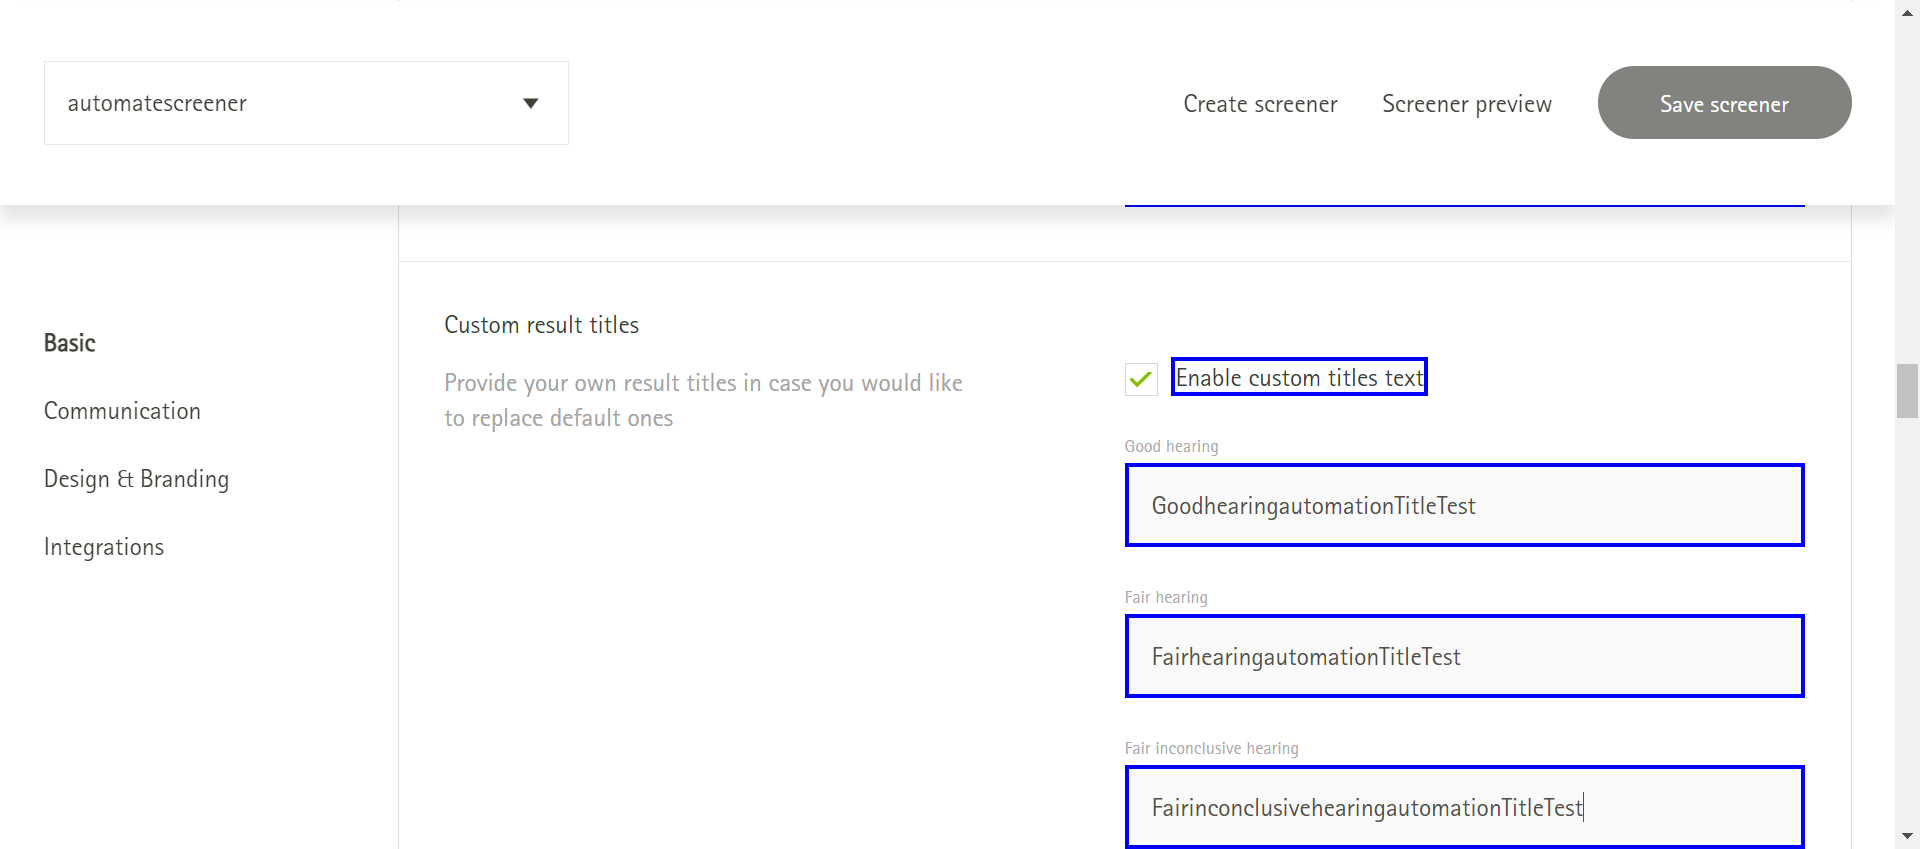 automatescreener
Create screener
Screener preview
Save screener
Basic
Communication
Design & Branding
Integrations
Custom result titles
Provide your own result titles in case you would like
to replace default ones
Enable custom titles text
Good hearing
GoodhearingautomationTitleTest
Fair hearing
FairhearingautomationTitleTest
Fair inconclusive hearing
FairinconclusivehearingautomationTitleTest